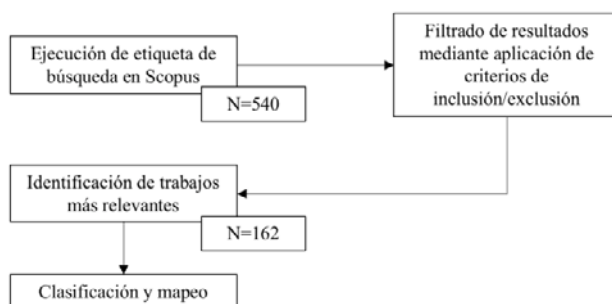 Ejecución de etiqueta de
búsqueda en Scopus
N=540
Filtrado de resultados
mediante aplicación de
criterios de
inclusión/exclusión
Identificación de trabajos
más relevantes
N=162
Clasificación y mapeo